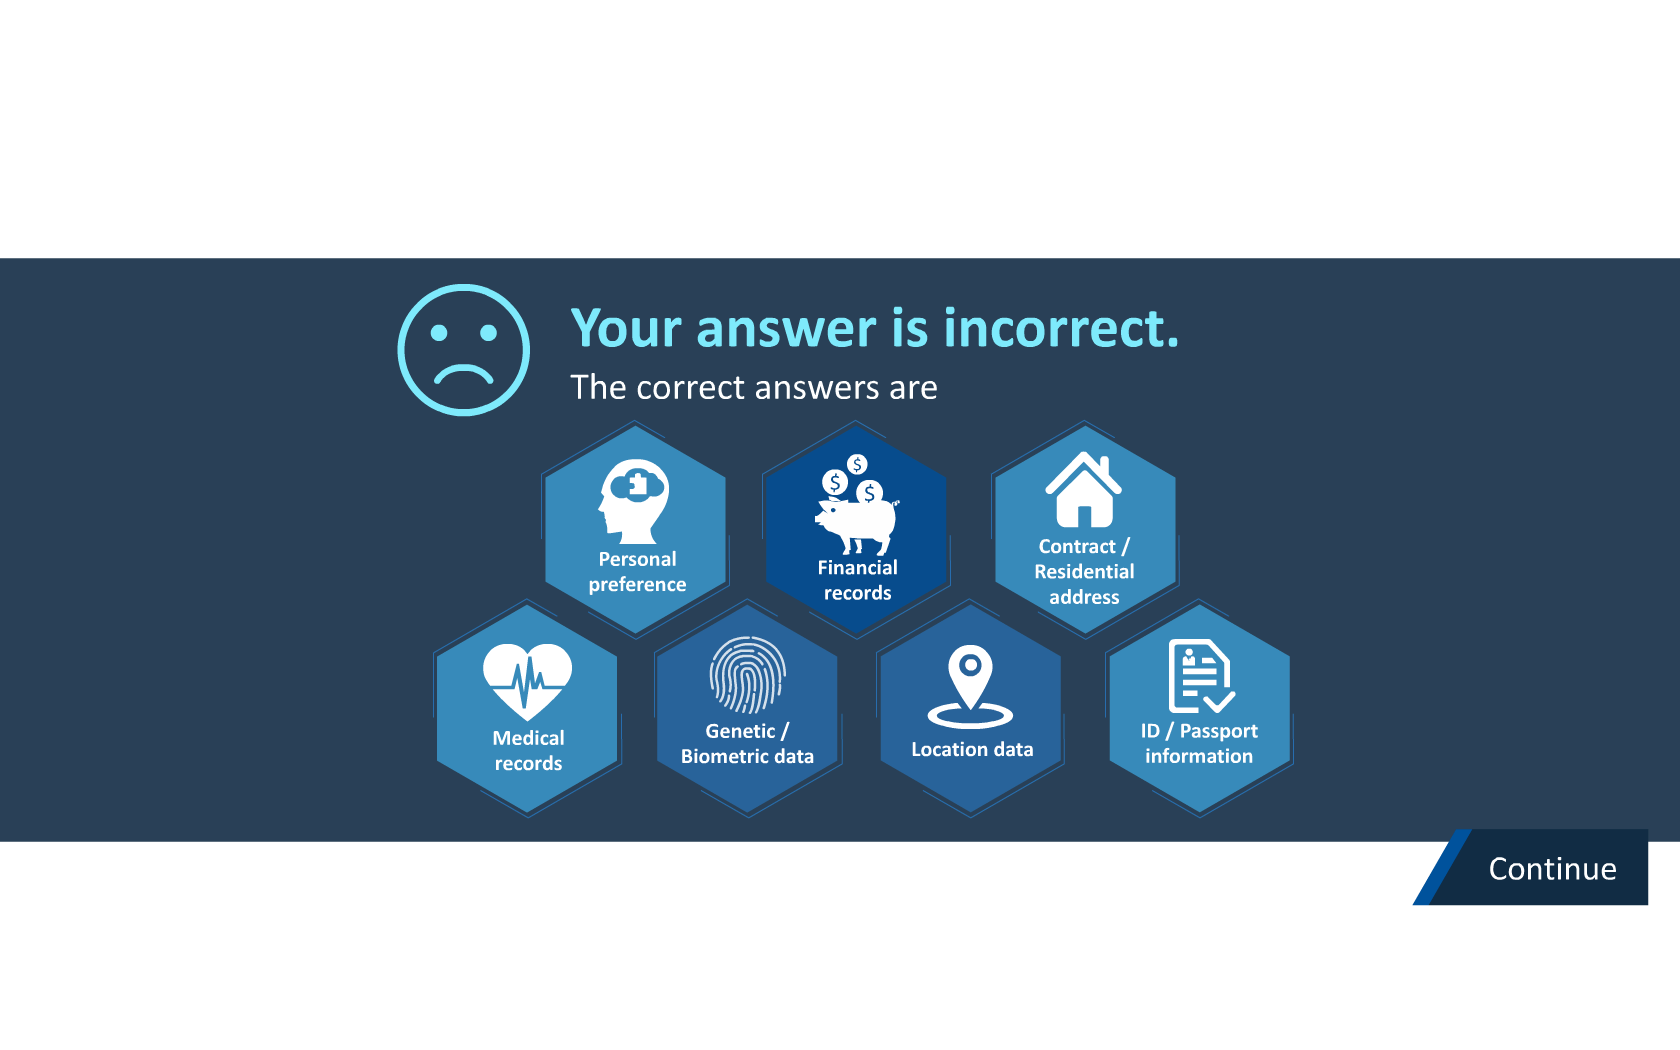 Your answer is incorrect.
The correct answers are
Personal
preference
$
$
$
Financial
records
Contract /
Residential
address
Medical
records
Genetic /
Biometric data
Location data
ID / Passport
information
Continue